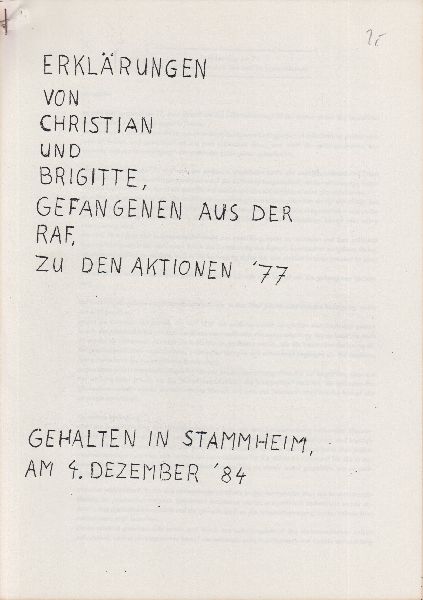 ERKLÄRUNGEN
VON
CHRISTIAN
UND
BRIGITTE,
GEFANGENEN AUS DER
RAF,
ZU DEN AKTIONEN '77
GEHALTEN IN STAMMHEIM,
AM 4. DEZEMBER '84